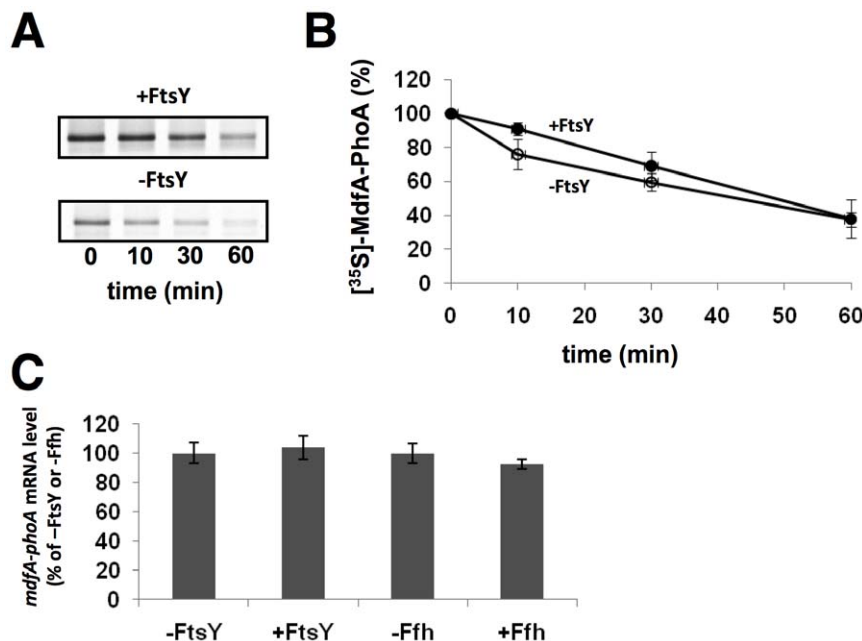 A
+FtsY
-FtsY
0 10 30 60
time (min)
B
[³⁵S]-MdfA-PhoA (%)
120
100
80
60
40
20
0
+FtsY
-FtsY
0 10 20 30 40 50 60
time (min)
C
mdfA-phoA mRNA level
(% of –FtsY or -Ffh)
120
100
80
60
40
20
0
-FtsY +FtsY -Ffh +Ffh